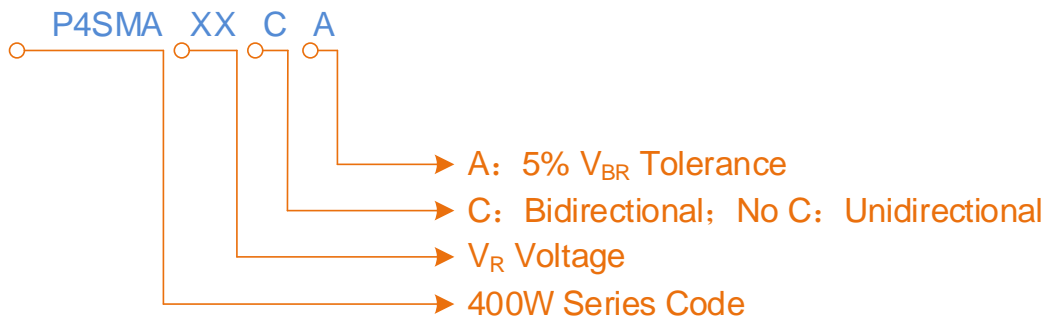 P4SMA XX C A
A：5% VBR Tolerance
C：Bidirectional；No C：Unidirectional
VR Voltage
400W Series Code